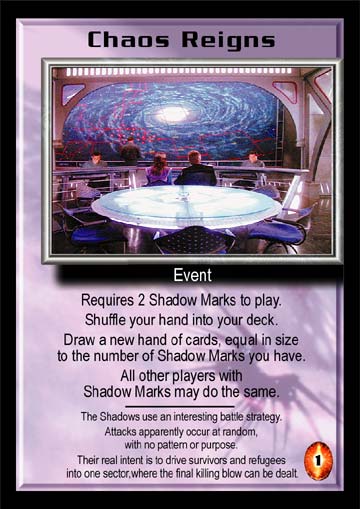 Chaos Reigns
Event
Requires 2 Shadow Marks to play.
Shuffle your hand into your deck.
Draw a new hand of cards, equal in size
to the number of Shadow Marks you have.
All other players with
Shadow Marks may do the same.
The Shadows use an interesting battle strategy.
Attacks apparently occur at random,
with no pattern or purpose.
Their real intent is to drive survivors and refugees
into one sector,where the final killing blow can be dealt.
1